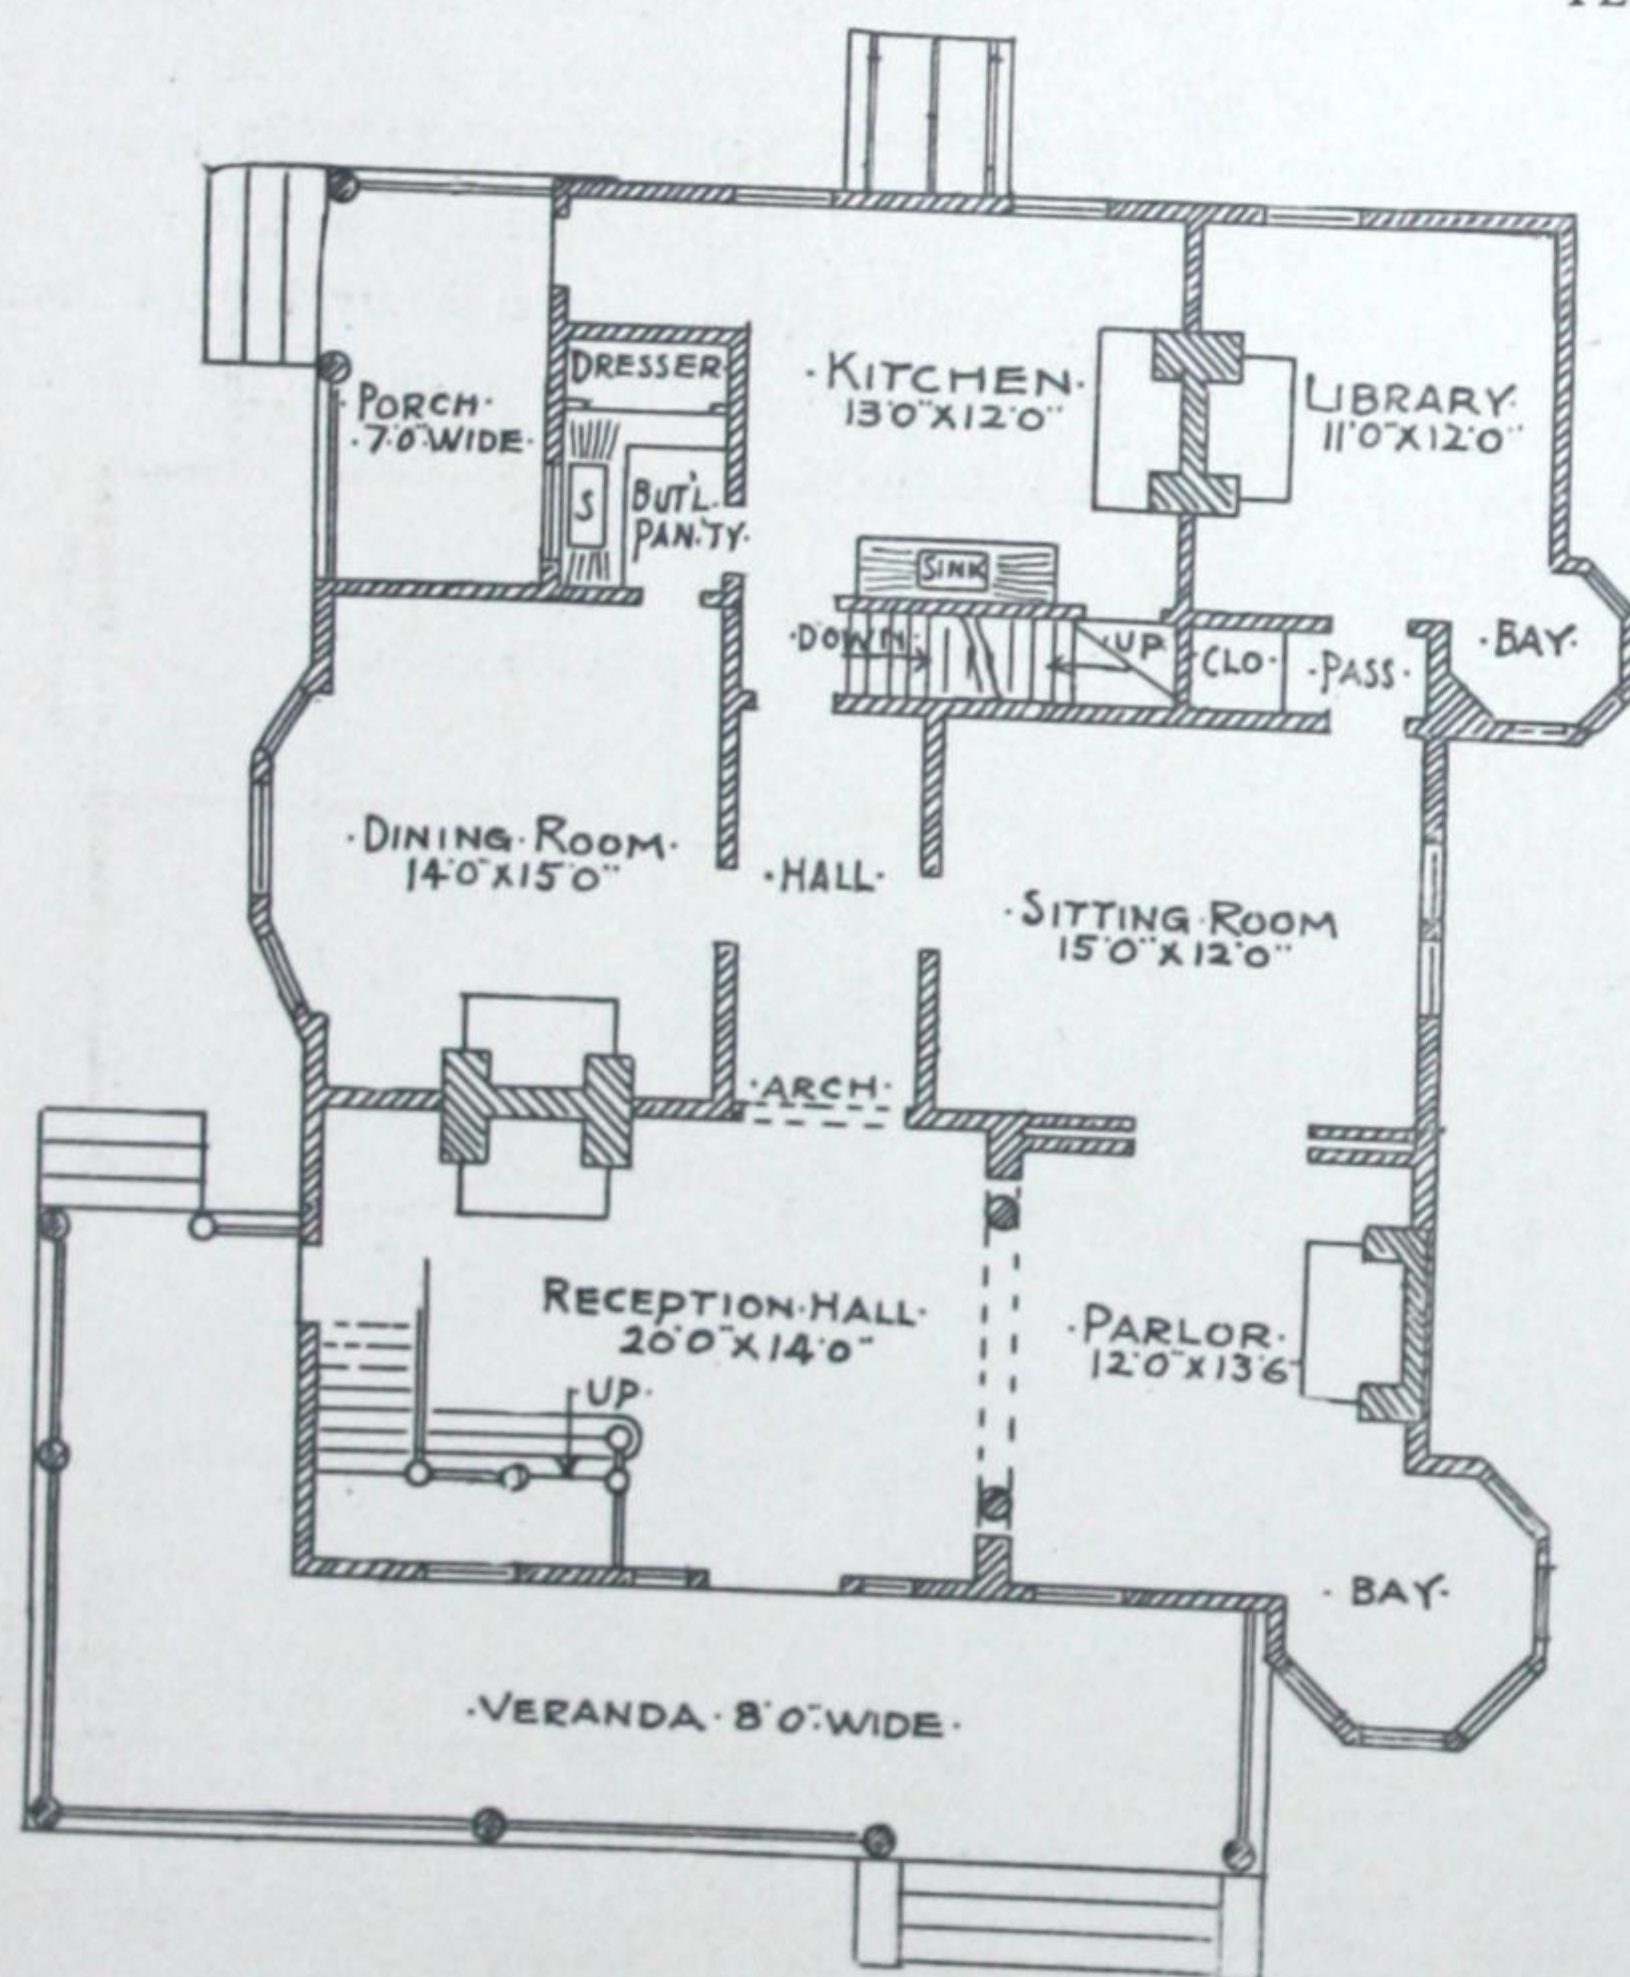 DRESSER
·KITCHEN·
13'0"X12'0"
LIBRARY·
11'0"X12'0"
·PORCH·
·7'0"WIDE·
S
BUT'L·
PAN·TY·
SINK
·DOWN·
UP
CLO·
·PASS·
·BAY·
·DINING·ROOM·
14'0"X15'0"
·HALL·
·SITTING·ROOM
15'0"X12'0"
·ARCH·
RECEPTION·HALL·
20'0"X14'0"
·PARLOR·
12'0"X13'6
UP·
·BAY·
·VERANDA·8'0"·WIDE·